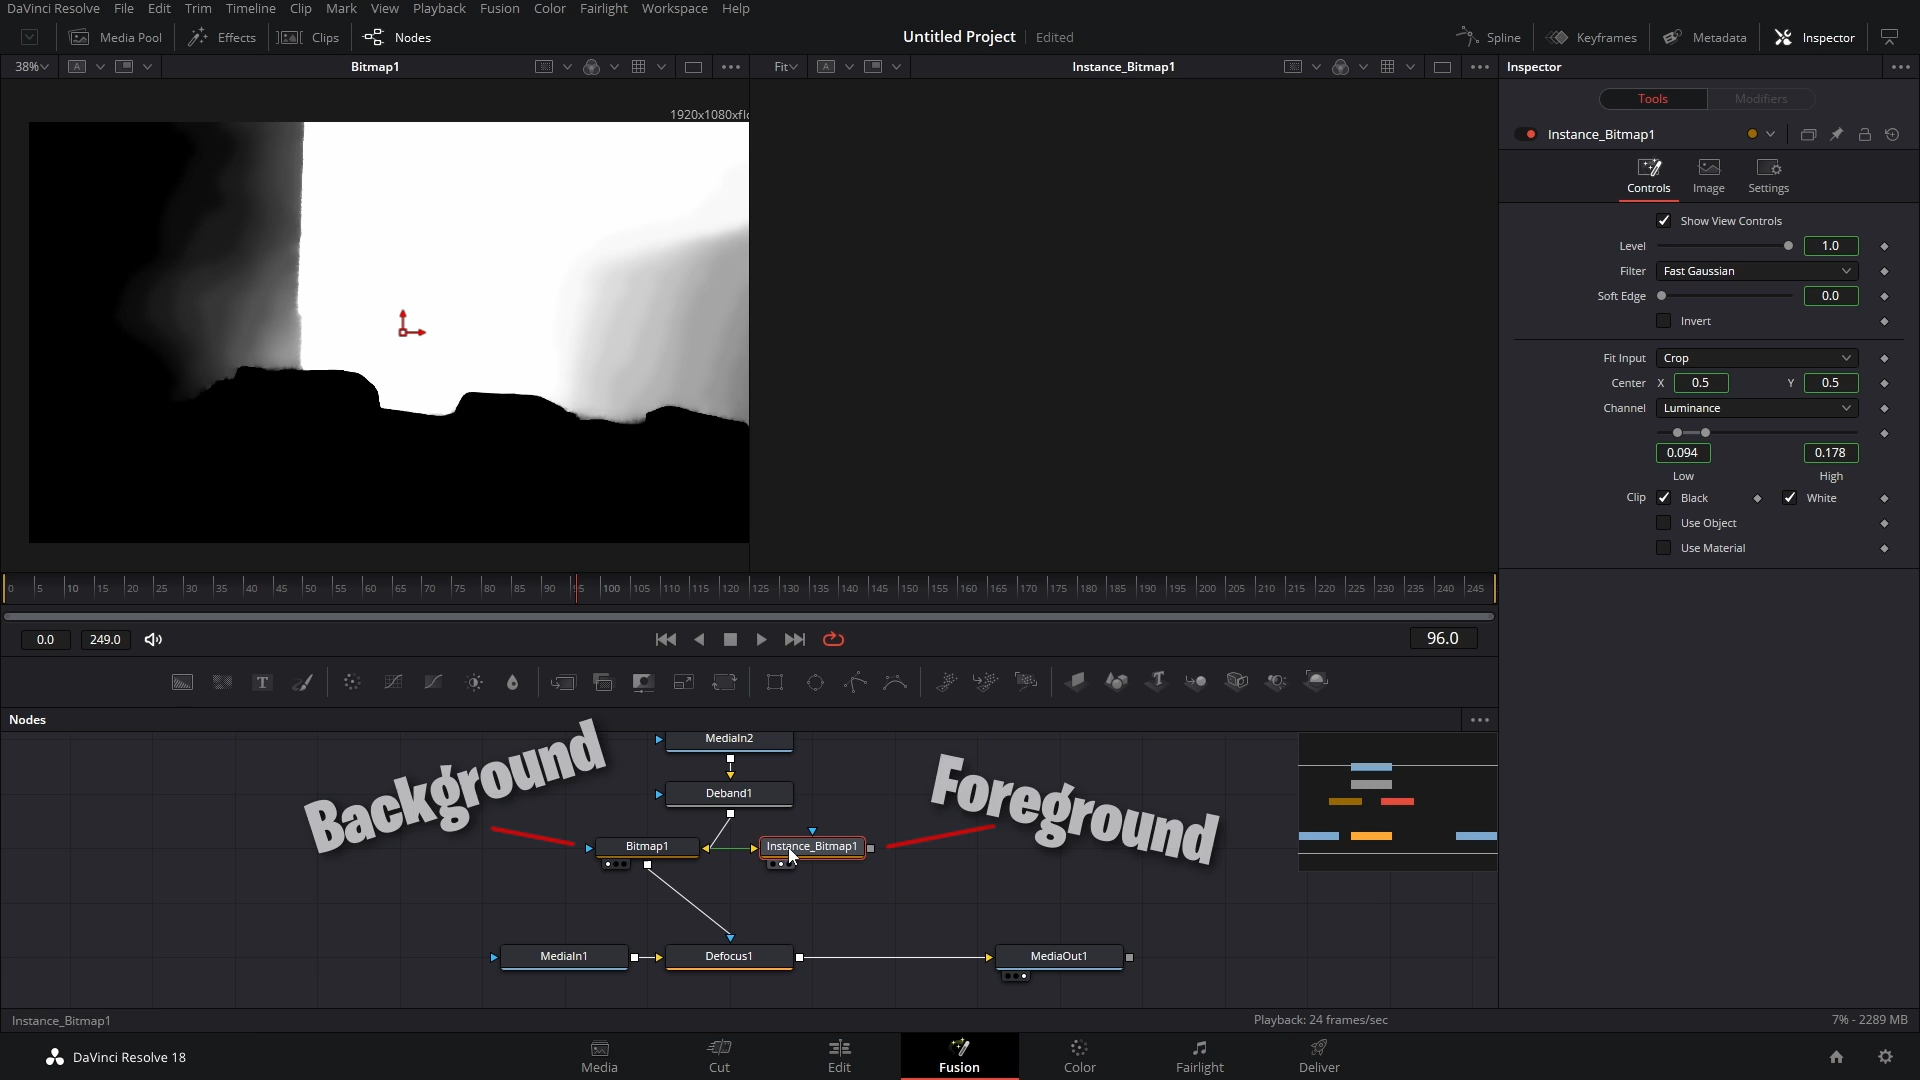 DaVinci Resolve File Edit Trim Timeline Clip Mark View Playback Fusion Color Fairlight Workspace Help
Media Pool Effects Clips Nodes Untitled Project Edited Spline Keyframes Metadata Inspector
38% A Bitmap1 Fit A Instance_Bitmap1 Inspector
1920x1080xflo
Tools Modifiers
Instance_Bitmap1
Controls Image Settings
Show View Controls
Level 1.0
Filter Fast Gaussian
Soft Edge 0.0
Invert
Fit Input Crop
Center X 0.5 Y 0.5
Channel Luminance
0.094 0.178
Low High
Clip Black White
Use Object
Use Material
0 5 10 15 20 25 30 35 40 45 50 55 60 65 70 75 80 85 90 95 100 105 110 115 120 125 130 135 140 145 150 155 160 165 170 175 180 185 190 195 200 205 210 215 220 225 230 235 240 245
0.0 249.0 96.0
T T
Nodes
MediaIn2
Background
Foreground
Deband1
Bitmap1 Instance_Bitmap1
MediaIn1 Defocus1 MediaOut1
Instance_Bitmap1 Playback: 24 frames/sec 7% - 2289 MB
DaVinci Resolve 18 Media Cut Edit Fusion Color Fairlight Deliver